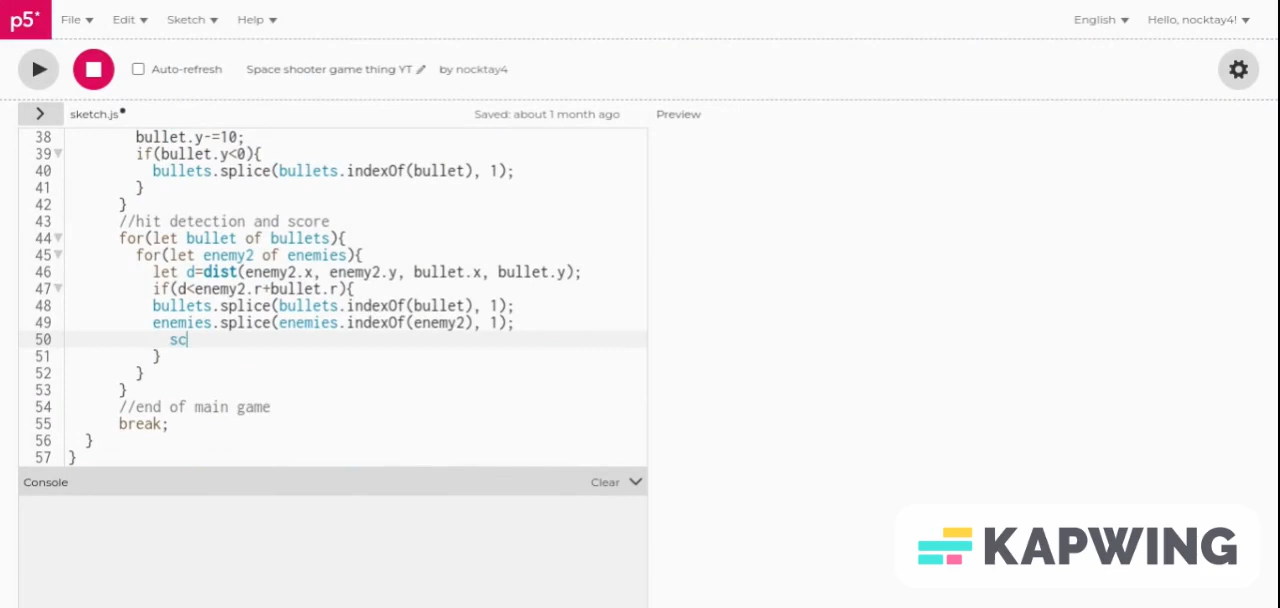 p5* File Edit Sketch Help English Hello, nocktay4!
Auto-refresh Space shooter game thing YT by nocktay4
sketch.js Saved: about 1 month ago Preview
38 bullet.y-=10;
39 if(bullet.y<0){
40 bullets.splice(bullets.indexOf(bullet), 1);
41 }
42 }
43 //hit detection and score
44 for(let bullet of bullets){
45 for(let enemy2 of enemies){
46 let d=dist(enemy2.x, enemy2.y, bullet.x, bullet.y);
47 if(d<enemy2.r+bullet.r){
48 bullets.splice(bullets.indexOf(bullet), 1);
49 enemies.splice(enemies.indexOf(enemy2), 1);
50 sc
51 }
52 }
53 }
54 //end of main game
55 break;
56 }
57 }
Console Clear
KAPWING